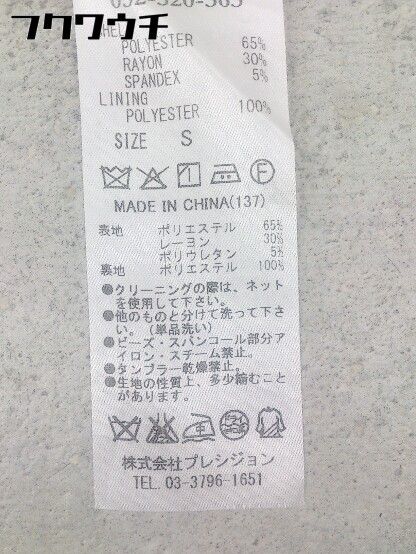 フクワウチ
052-520-365
SHELL
POLYESTER 65%
RAYON 30%
SPANDEX 5%
LINING
POLYESTER 100%
SIZE S
F
MADE IN CHINA(137)
表地 ポリエステル 65%
レーヨン 30%
ポリウレタン 5%
裏地 ポリエステル 100%
●クリーニングの際は、ネット
を使用して下さい。
●他のものと分けて洗って下さ
い。(単品洗い)
●ビーズ・スパンコール部分ア
イロン・スチーム禁止。
●タンブラー乾燥禁止。
●生地の性質上、多少縮むこと
があります。
株式会社プレシジョン
TEL. 03-3796-1651